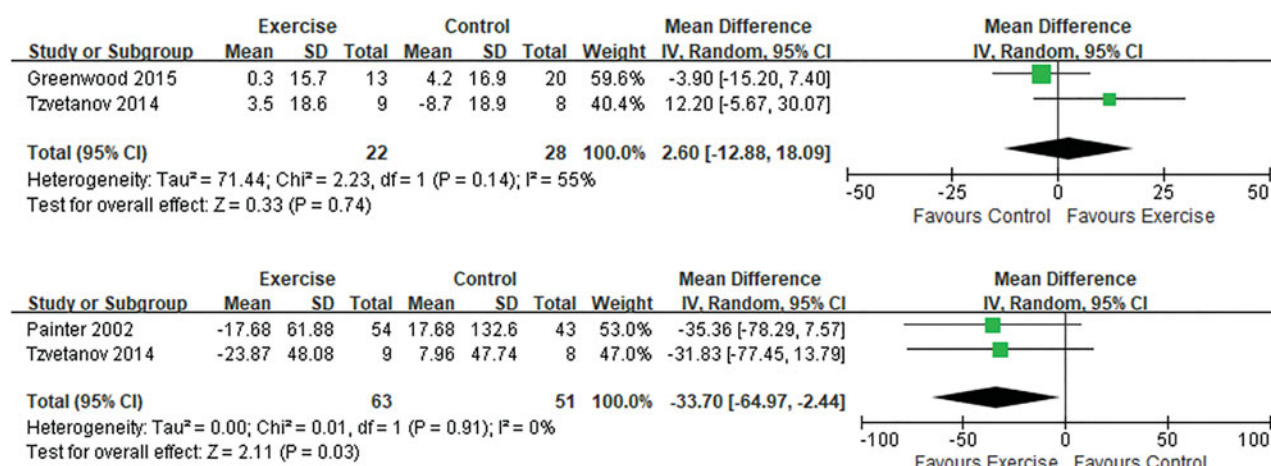 Exercise Control Mean Difference Mean Difference
Study or Subgroup Mean SD Total Mean SD Total Weight IV, Random, 95% CI IV, Random, 95% CI
Greenwood 2015 0.3 15.7 13 4.2 16.9 20 59.6% -3.90 [-15.20, 7.40]
Tzvetanov 2014 3.5 18.6 9 -8.7 18.9 8 40.4% 12.20 [-5.67, 30.07]
Total (95% CI) 22 28 100.0% 2.60 [-12.88, 18.09]
Heterogeneity: Tau² = 71.44; Chi² = 2.23, df = 1 (P = 0.14); I² = 55%
Test for overall effect: Z = 0.33 (P = 0.74)
-50 -25 0 25 50
Favours Control Favours Exercise
Exercise Control Mean Difference Mean Difference
Study or Subgroup Mean SD Total Mean SD Total Weight IV, Random, 95% CI IV, Random, 95% CI
Painter 2002 -17.68 61.88 54 17.68 132.6 43 53.0% -35.36 [-78.29, 7.57]
Tzvetanov 2014 -23.87 48.08 9 7.96 47.74 8 47.0% -31.83 [-77.45, 13.79]
Total (95% CI) 63 51 100.0% -33.70 [-64.97, -2.44]
Heterogeneity: Tau² = 0.00; Chi² = 0.01, df = 1 (P = 0.91); I² = 0%
Test for overall effect: Z = 2.11 (P = 0.03)
-100 -50 0 50 100
Favours Exercise Favours Control